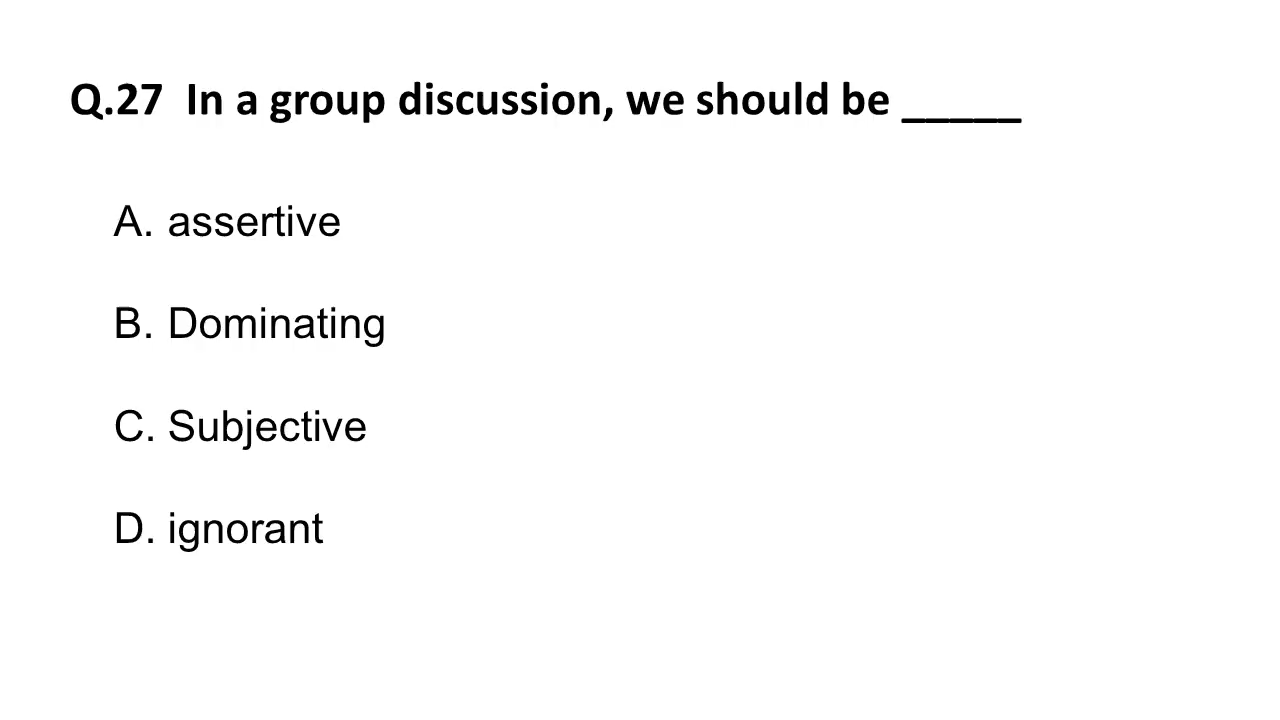 Q.27 In a group discussion, we should be _____
A. assertive
B. Dominating
C. Subjective
D. ignorant